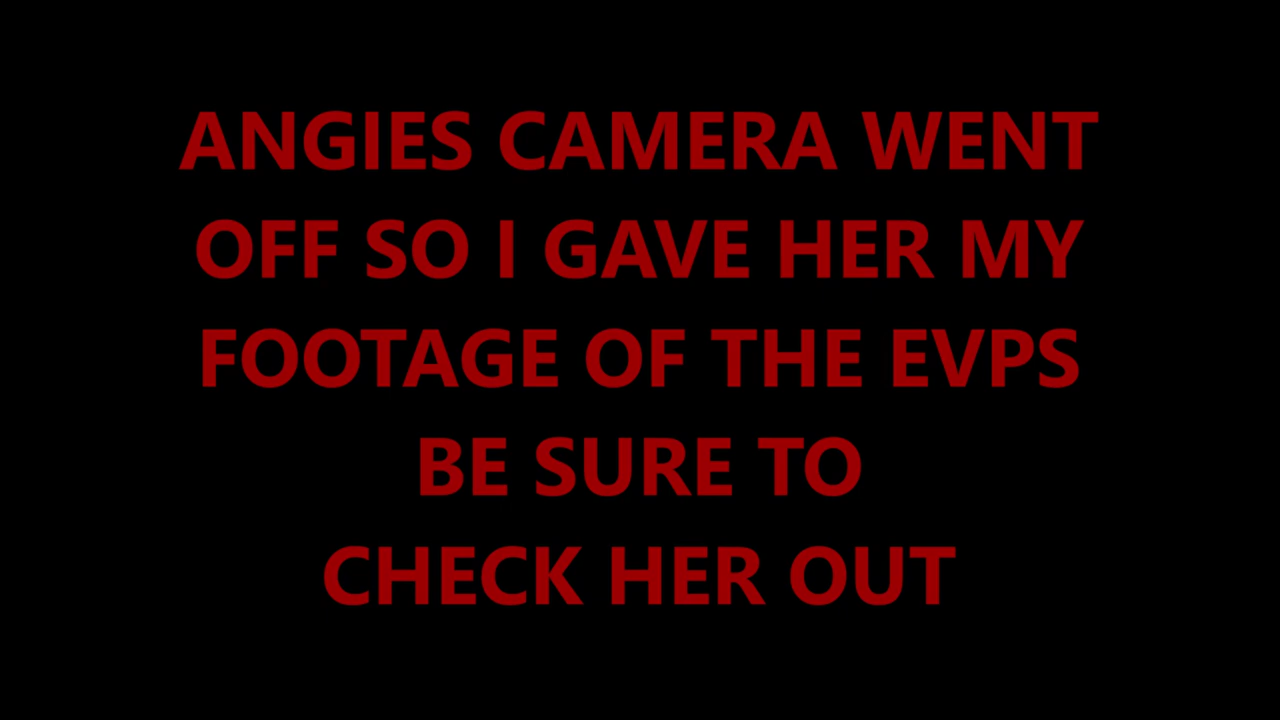 ANGIES CAMERA WENT
OFF SO I GAVE HER MY
FOOTAGE OF THE EVPS
BE SURE TO
CHECK HER OUT